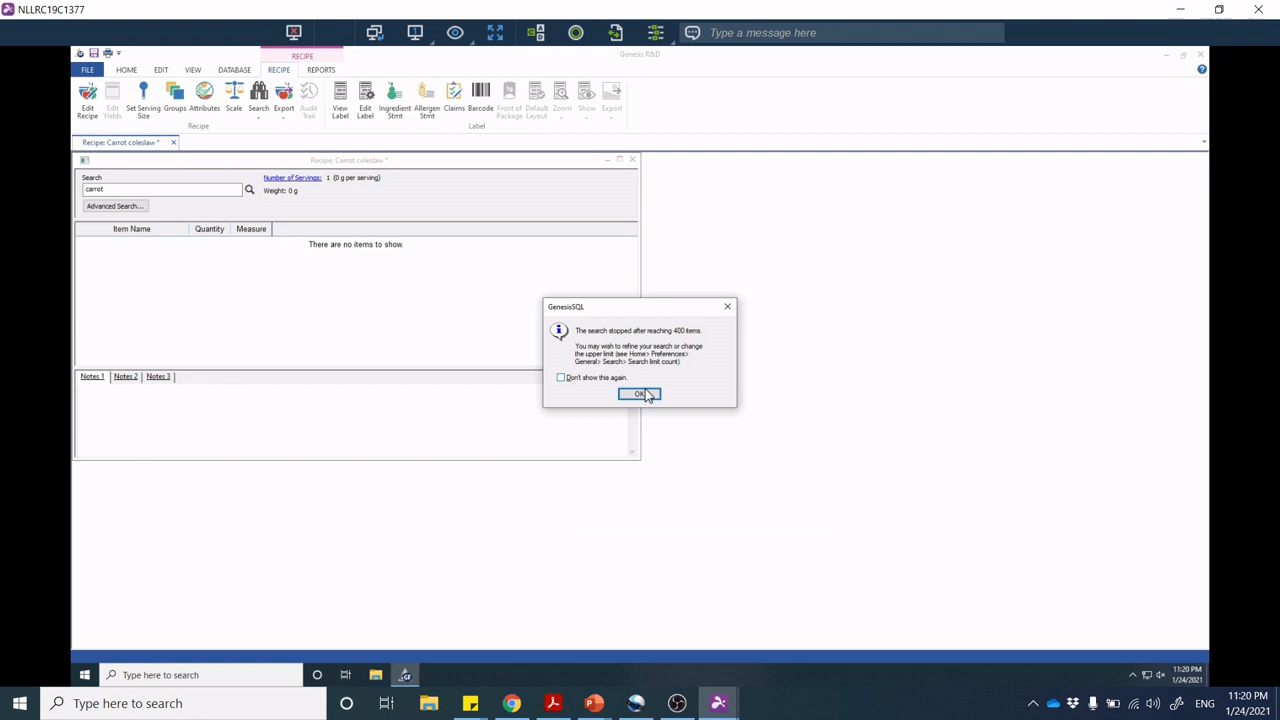 NLLRC19C1377
Type a message here
RECIPE
Genesis R&D
FILE HOME EDIT VIEW DATABASE RECIPE REPORTS
Edit Recipe
Edit Yields
Set Serving Size
Groups
Attributes
Scale
Search
Export
Audit Trail
View Label
Edit Label
Ingredient Stmt
Allergen Stmt
Claims
Barcode
Front of Package
Default Layout
Zoom
Show
Export
Recipe
Label
Recipe: Carrot coleslaw *
Recipe: Carrot coleslaw *
Search
Number of Servings: 1 (0 g per serving)
carrot
Weight: 0 g
Advanced Search...
Item Name Quantity Measure
There are no items to show.
GenesisSQL
The search stopped after reaching 400 items.
You may wish to refine your search or change
the upper limit (see Home> Preferences>
General> Search> Search limit count)
Don't show this again.
OK
Notes 1 Notes 2 Notes 3
Type here to search
GF
11:20 PM
1/24/2021
Type here to search
ENG
11:20 PM
1/24/2021